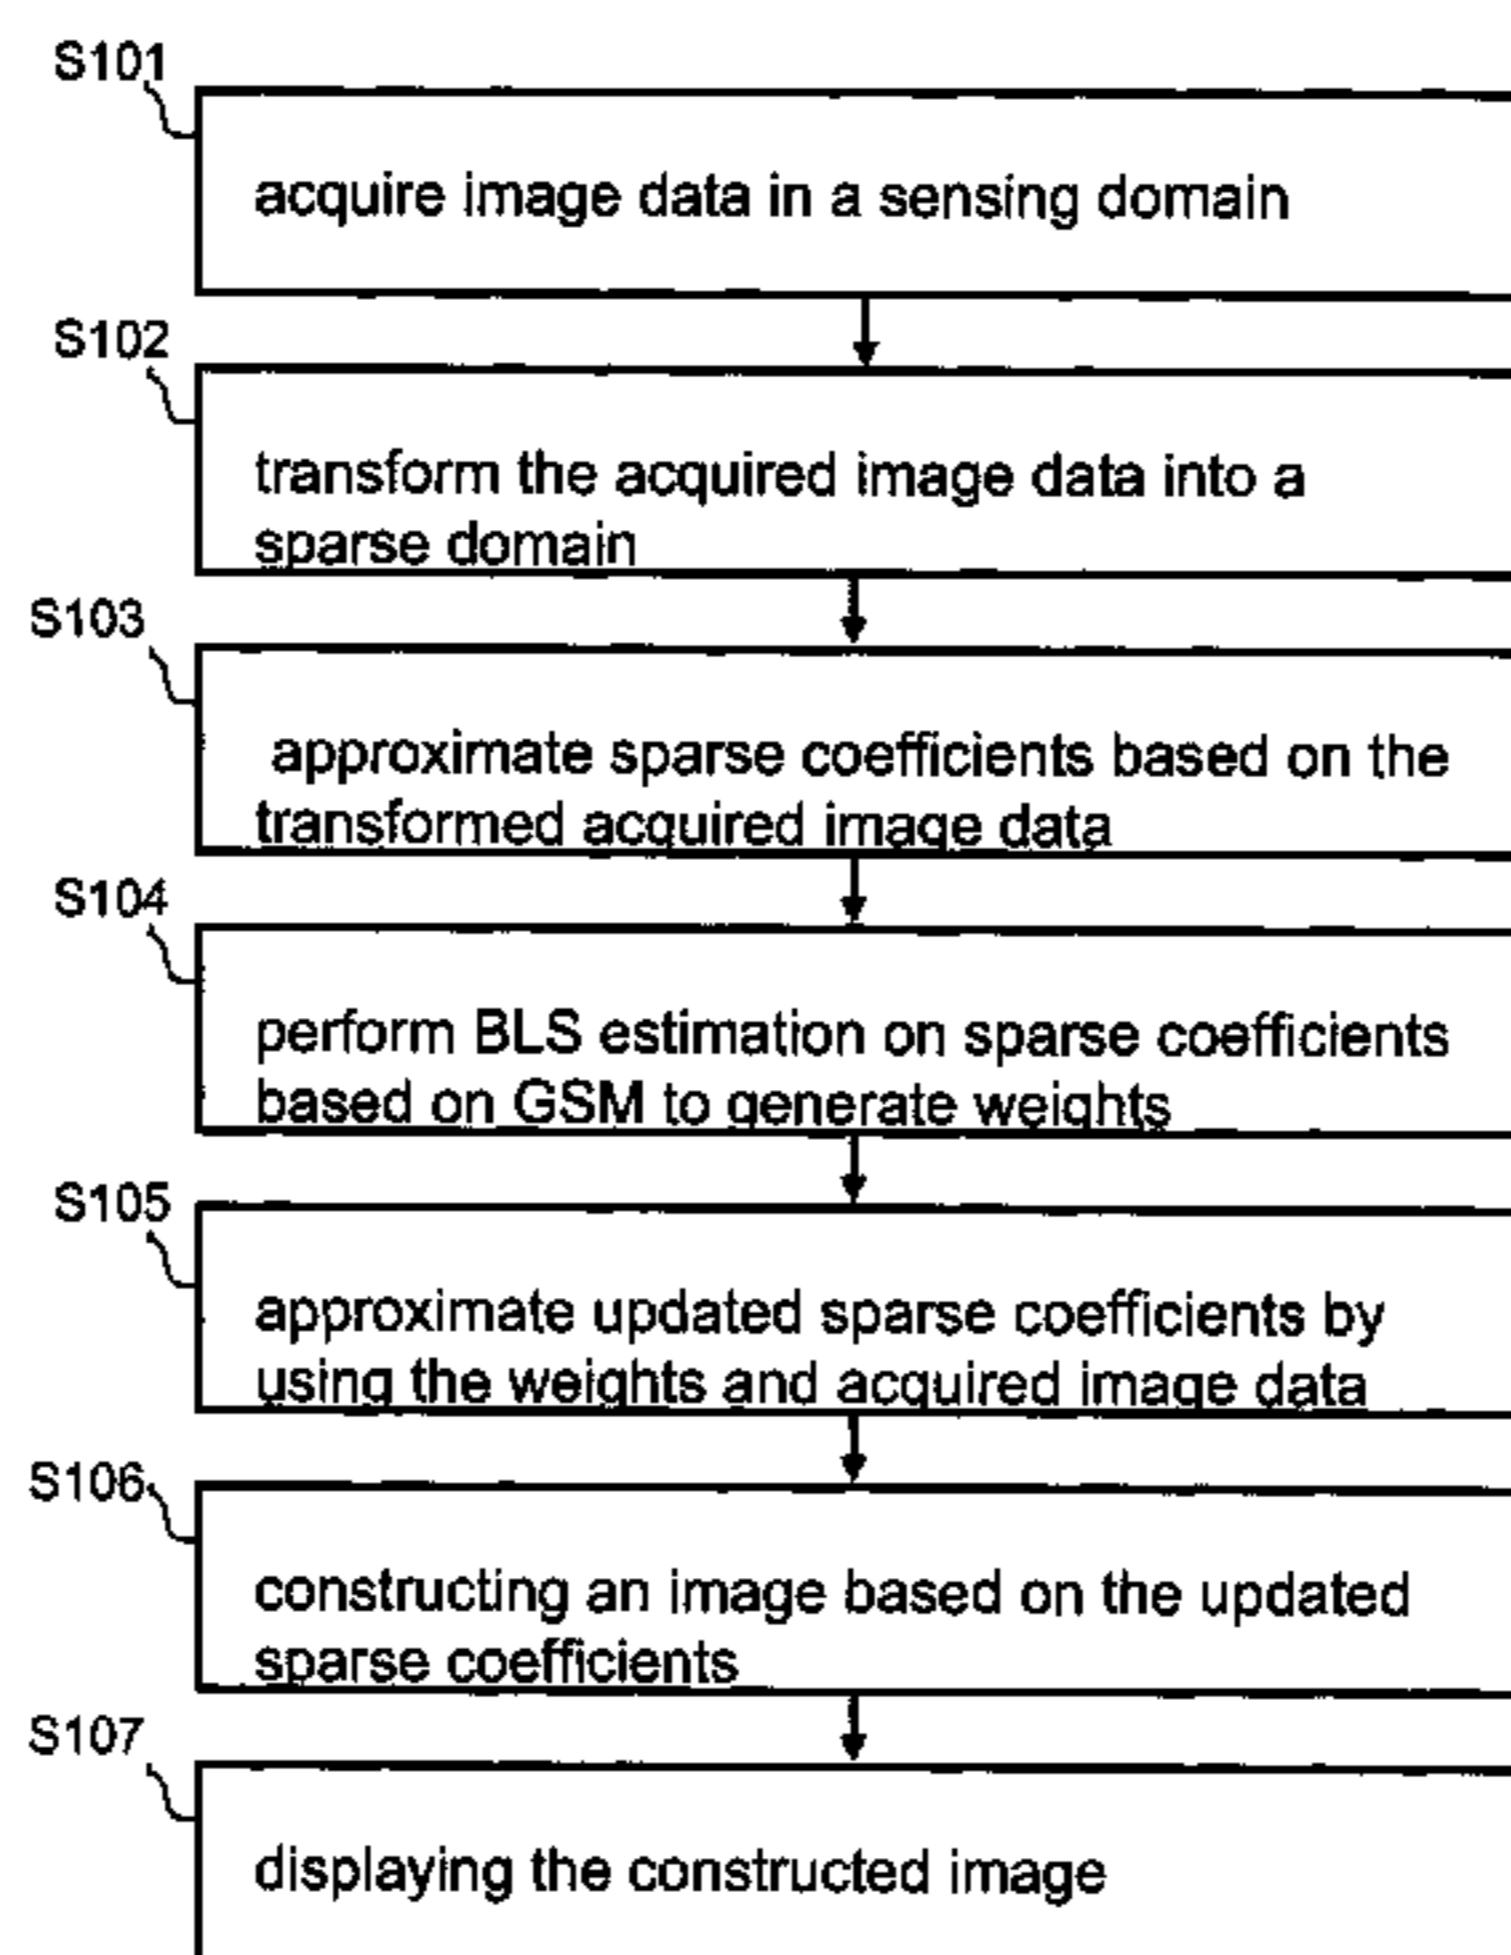 S101
acquire image data in a sensing domain
S102
transform the acquired image data into a
sparse domain
S103
approximate sparse coefficients based on the
transformed acquired image data
S104
perform BLS estimation on sparse coefficients
based on GSM to generate weights
S105
approximate updated sparse coefficients by
using the weights and acquired image data
S106
constructing an image based on the updated
sparse coefficients
S107
displaying the constructed image